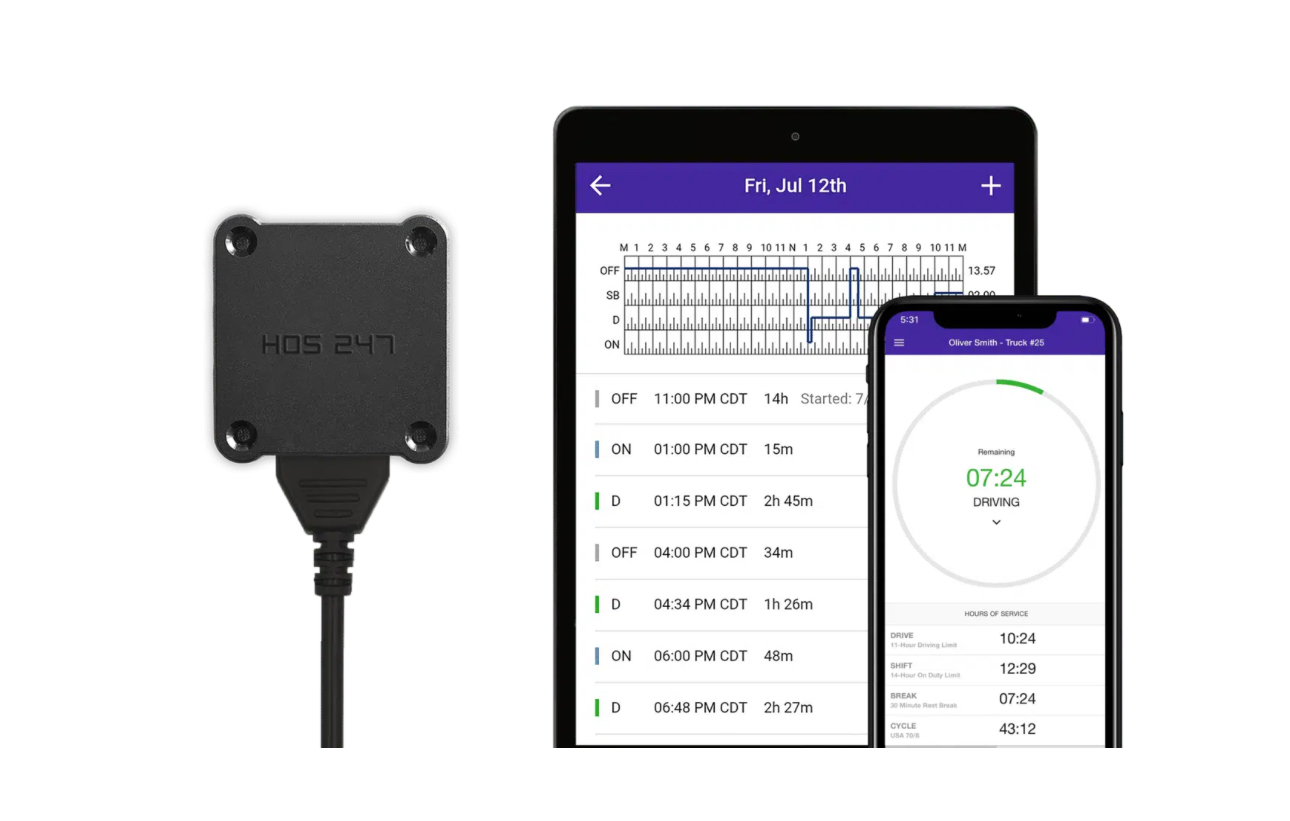 HOS 247
Fri, Jul 12th
M 1 2 3 4 5 6 7 8 9 10 11 N 1 2 3 4 5 6 7 8 9 10 11 M
OFF 13.57
SB
D
ON
OFF 11:00 PM CDT 14h Started: 7/
ON 01:00 PM CDT 15m
D 01:15 PM CDT 2h 45m
OFF 04:00 PM CDT 34m
D 04:34 PM CDT 1h 26m
ON 06:00 PM CDT 48m
D 06:48 PM CDT 2h 27m
5:31
Oliver Smith - Truck #25
Remaining
07:24
DRIVING
HOURS OF SERVICE
DRIVE 10:24
11-Hour Driving Limit
SHIFT 12:29
14-Hour On Duty Limit
BREAK 07:24
30 Minute Rest Break
CYCLE 43:12
USA 70/8